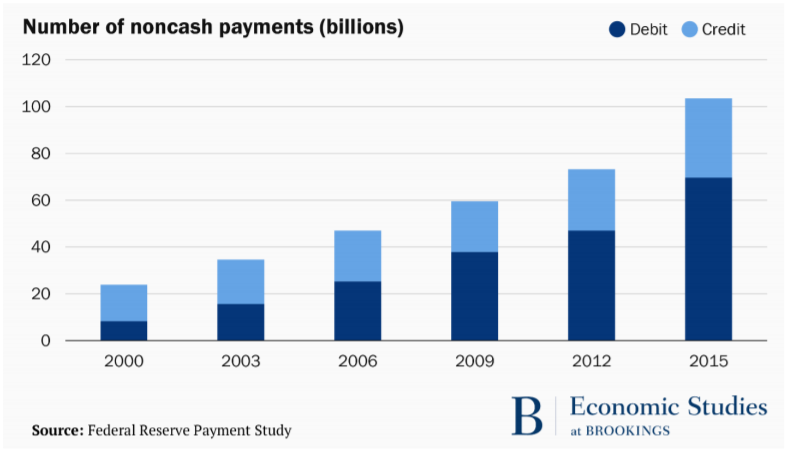 Number of noncash payments (billions)
Debit Credit
120
100
80
60
40
20
0
2000 2003 2006 2009 2012 2015
Source: Federal Reserve Payment Study
B
Economic Studies
at BROOKINGS